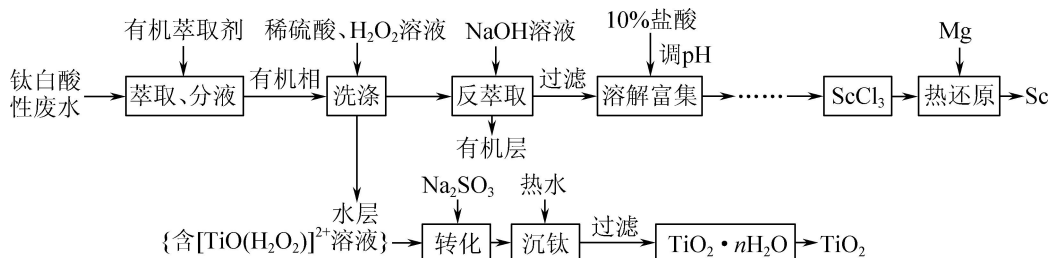 有机萃取剂
稀硫酸、H₂O₂溶液
NaOH溶液
10%盐酸
调pH
Mg
钛白酸
性废水
萃取、分液
有机相
洗涤
反萃取
过滤
溶解富集
……
ScCl₃
热还原
Sc
有机层
水层
{含[TiO(H₂O₂)]²⁺溶液}
Na₂SO₃
转化
热水
沉钛
过滤
TiO₂·nH₂O
TiO₂